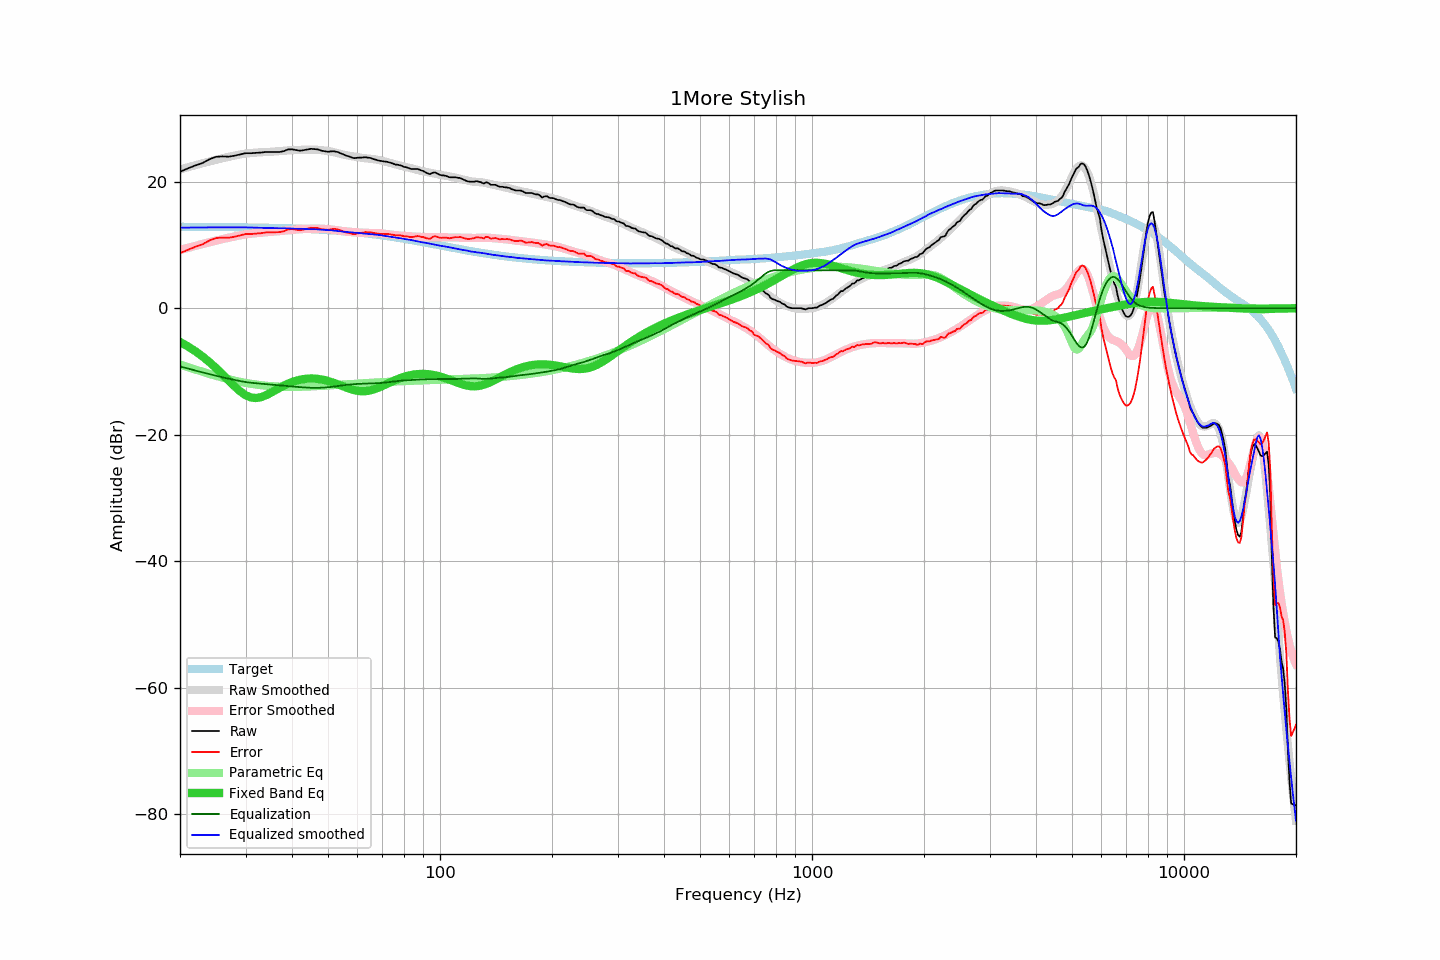 1More Stylish
20
0
−20
−40
−60
−80
Amplitude (dBr)
Target
Raw Smoothed
Error Smoothed
Raw
Error
Parametric Eq
Fixed Band Eq
Equalization
Equalized smoothed
100
1000
10000
Frequency (Hz)